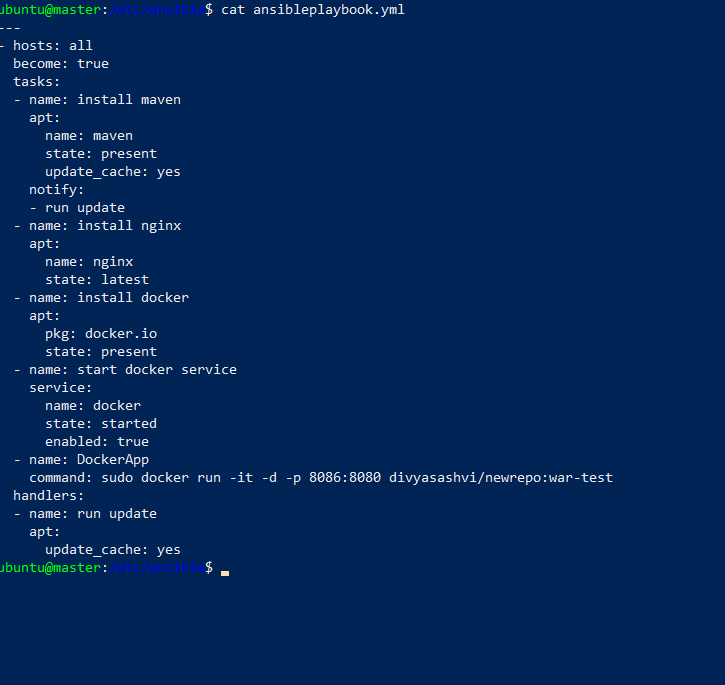 ubuntu@master:/etc/ansible$ cat ansibleplaybook.yml
---
- hosts: all
  become: true
  tasks:
  - name: install maven
    apt:
      name: maven
      state: present
      update_cache: yes
    notify:
    - run update
  - name: install nginx
    apt:
      name: nginx
      state: latest
  - name: install docker
    apt:
      pkg: docker.io
      state: present
  - name: start docker service
    service:
      name: docker
      state: started
      enabled: true
  - name: DockerApp
    command: sudo docker run -it -d -p 8086:8080 divyasashvi/newrepo:war-test
  handlers:
  - name: run update
    apt:
      update_cache: yes
ubuntu@master:/etc/ansible$